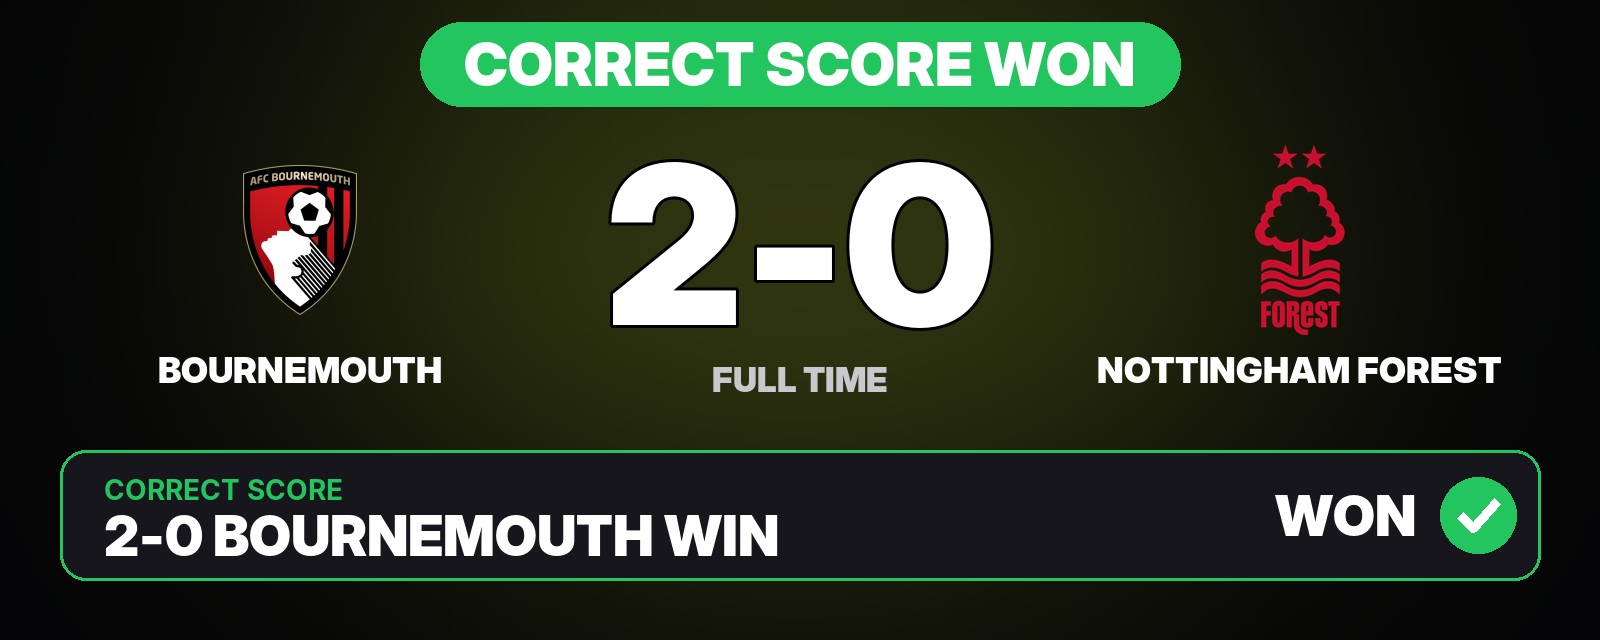 CORRECT SCORE WON
AFC BOURNEMOUTH
2-0
FOREST
BOURNEMOUTH
FULL TIME
NOTTINGHAM FOREST
CORRECT SCORE
2-0 BOURNEMOUTH WIN
WON